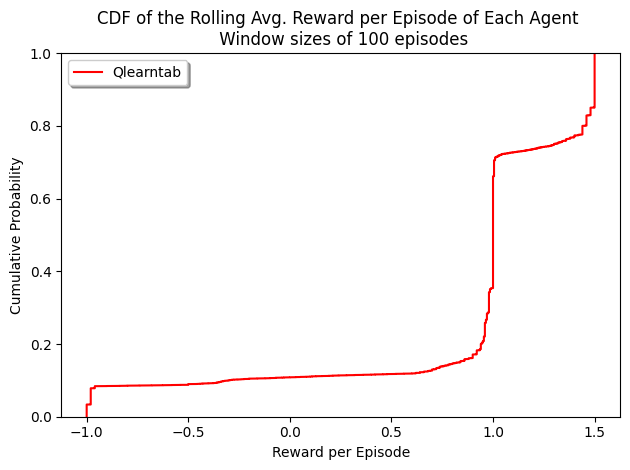 CDF of the Rolling Avg. Reward per Episode of Each Agent
Window sizes of 100 episodes
Qlearntab
1.0
0.8
0.6
0.4
0.2
0.0
Cumulative Probability
−1.0 −0.5 0.0 0.5 1.0 1.5
Reward per Episode